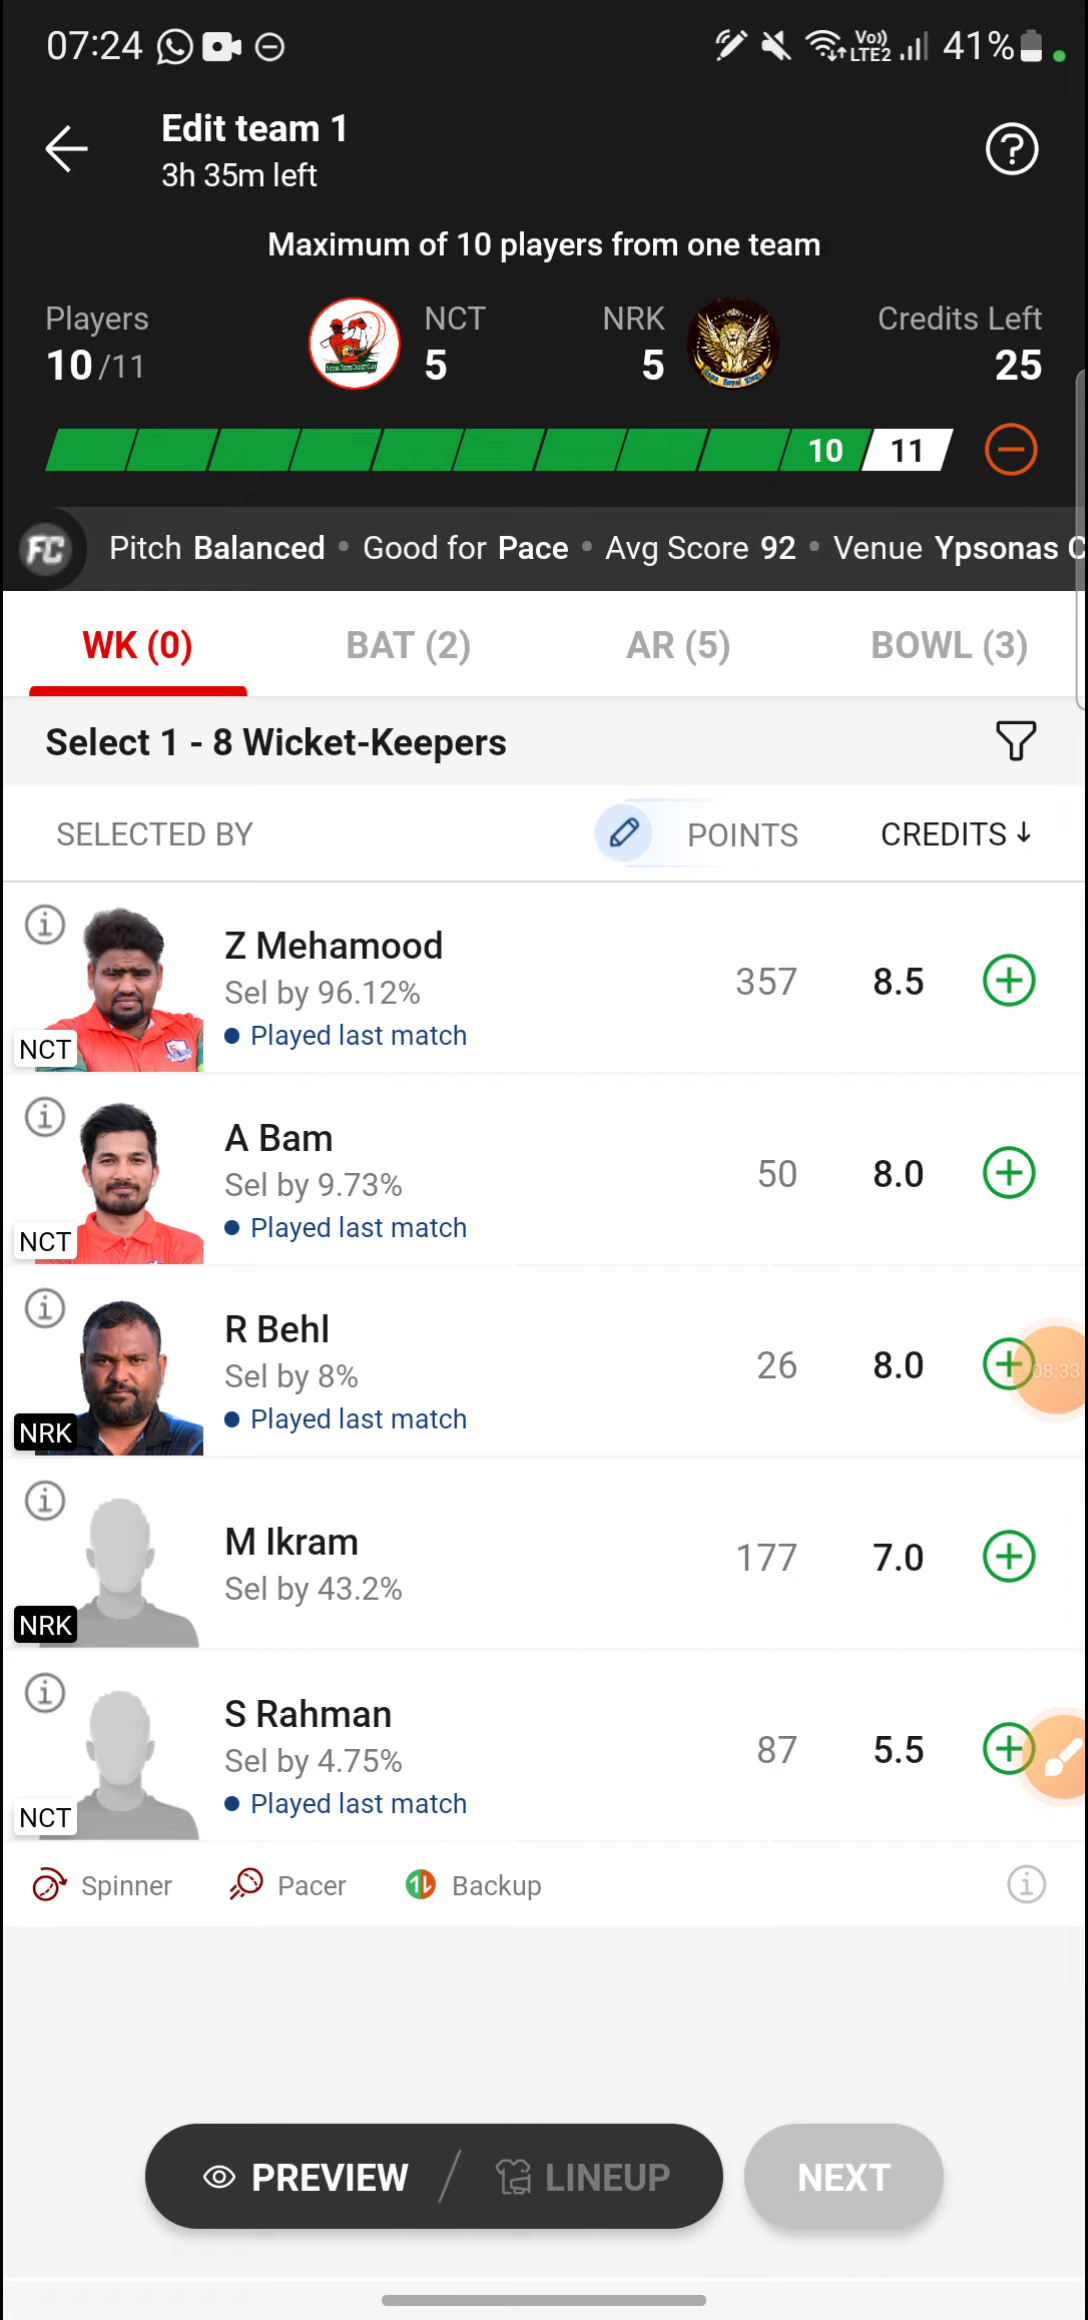 07:24
Vo))
LTE2
41%
Edit team 1
3h 35m left
Maximum of 10 players from one team
Players
10/11
NCT
5
NRK
5
Credits Left
25
10
11
FC
Pitch Balanced • Good for Pace • Avg Score 92 • Venue Ypsonas C
WK (0)
BAT (2)
AR (5)
BOWL (3)
Select 1 - 8 Wicket-Keepers
SELECTED BY
POINTS
CREDITS ↓
Z Mehamood
Sel by 96.12%
• Played last match
NCT
357
8.5
A Bam
Sel by 9.73%
• Played last match
NCT
50
8.0
R Behl
Sel by 8%
• Played last match
NRK
26
8.0
08:33
M Ikram
Sel by 43.2%
NRK
177
7.0
S Rahman
Sel by 4.75%
• Played last match
NCT
87
5.5
Spinner
Pacer
Backup
PREVIEW
LINEUP
NEXT